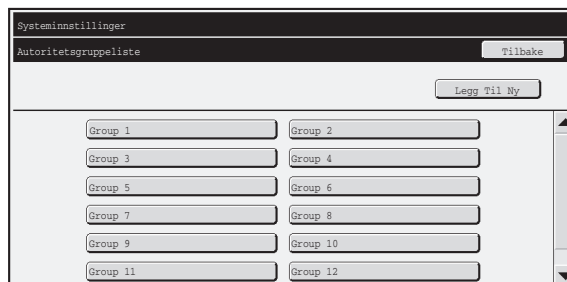 Systeminnstillinger
Autoritetsgruppeliste Tilbake
Legg Til Ny
Group 1 Group 2
Group 3 Group 4
Group 5 Group 6
Group 7 Group 8
Group 9 Group 10
Group 11 Group 12